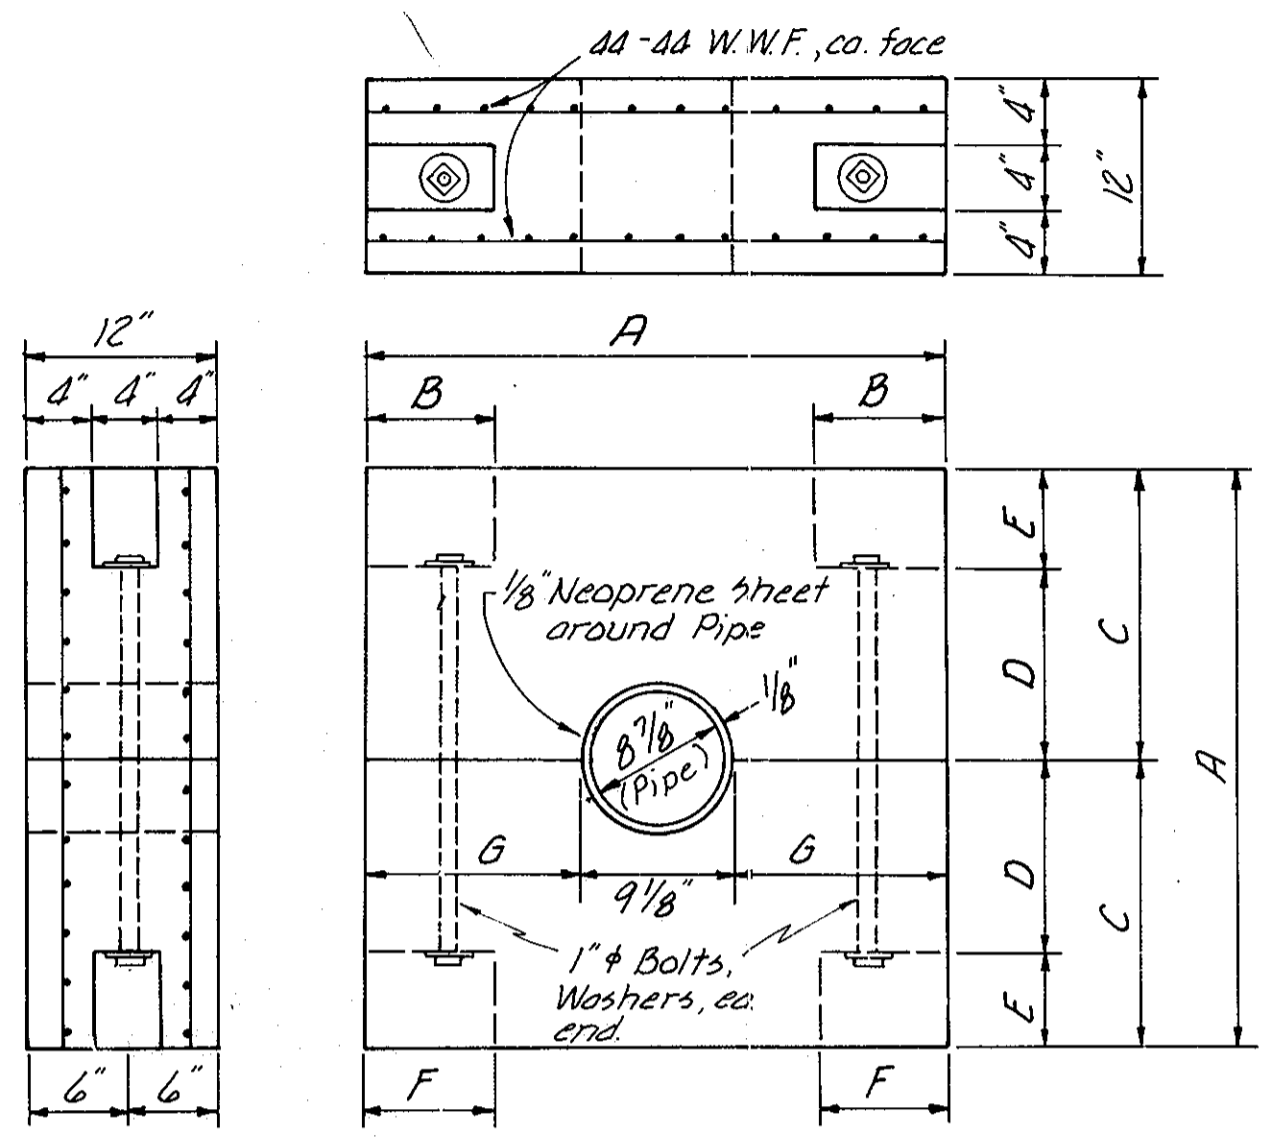 44-44 W.W.F., ea. face
4"
4"
4"
12"
12"
4" 4" 4"
A
B B
E
D
C
A
1/8" Neoprene Sheet
around Pipe
1/8"
8 7/8"
(Pipe)
G G
9 1/8"
D
C
E
1" φ Bolts,
Washers, ea.
end.
6" 6"
F F